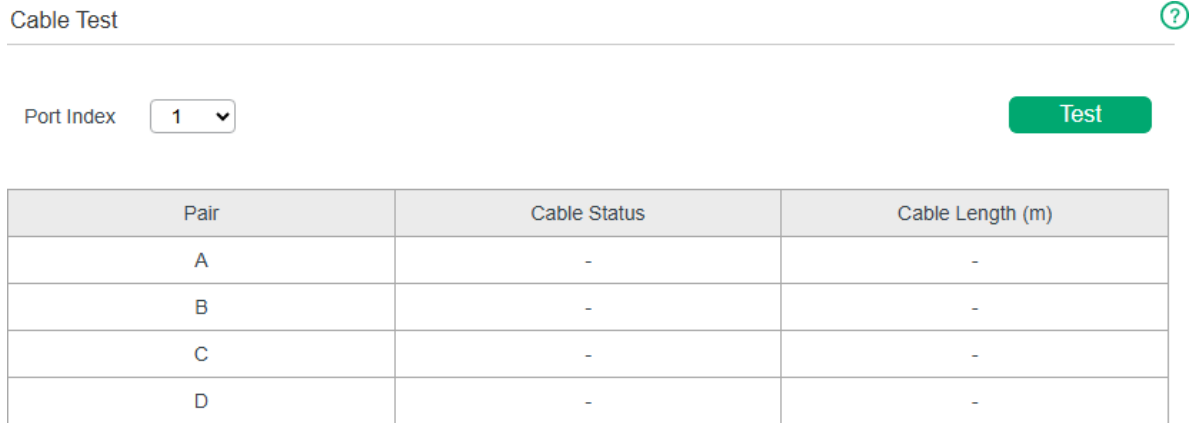 Cable Test
?
Port Index 1 Test
Pair Cable Status Cable Length (m)
A - -
B - -
C - -
D - -